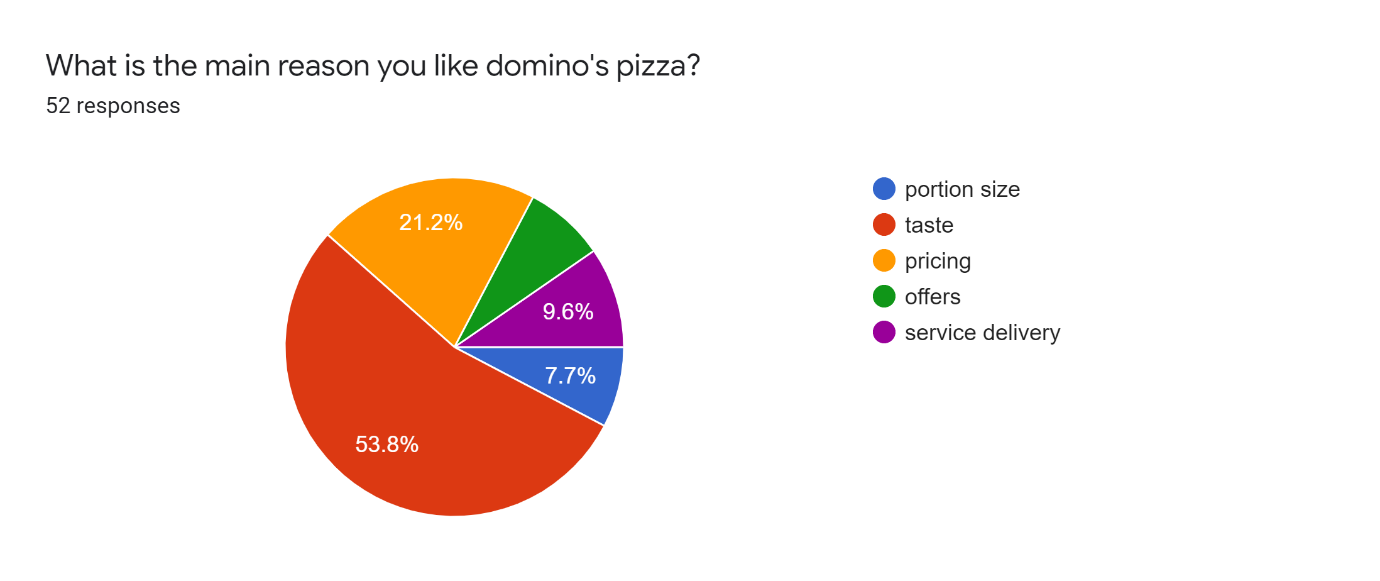 What is the main reason you like domino's pizza?
52 responses
21.2%
9.6%
7.7%
53.8%
portion size
taste
pricing
offers
service delivery